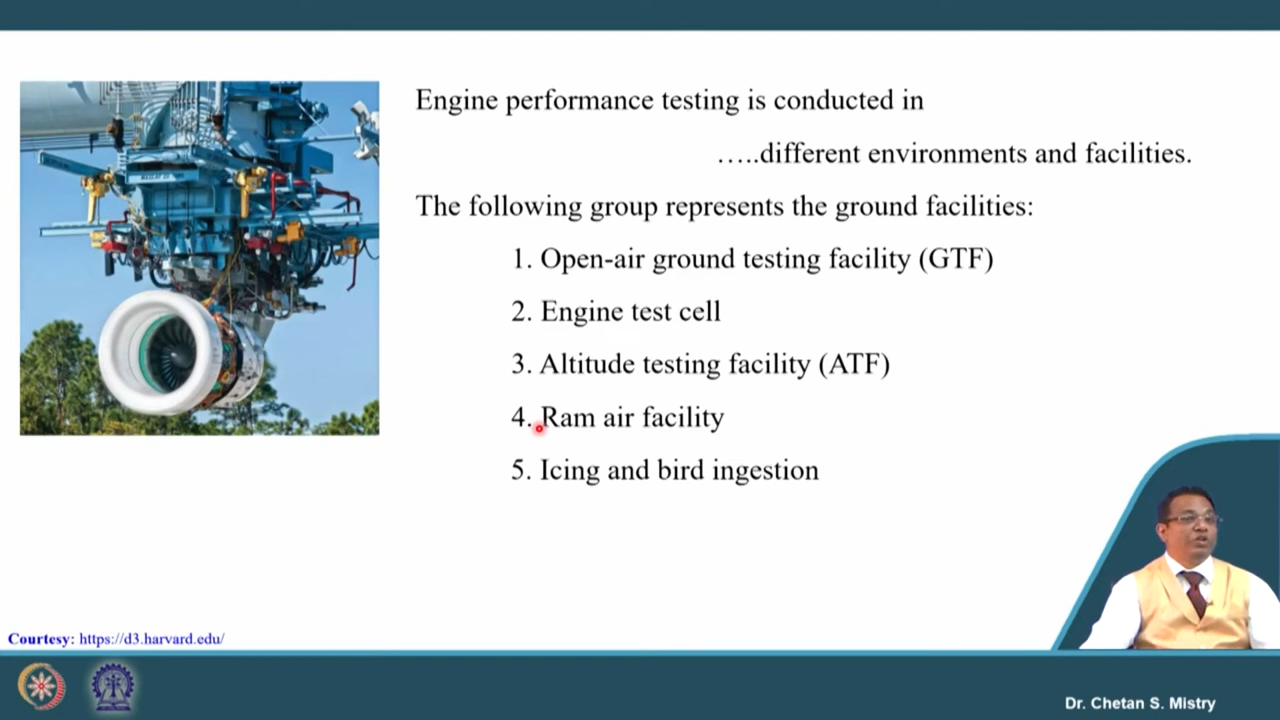 Engine performance testing is conducted in
…..different environments and facilities.
The following group represents the ground facilities:
1. Open-air ground testing facility (GTF)
2. Engine test cell
3. Altitude testing facility (ATF)
4. Ram air facility
5. Icing and bird ingestion
Courtesy: https://d3.harvard.edu/
Dr. Chetan S. Mistry